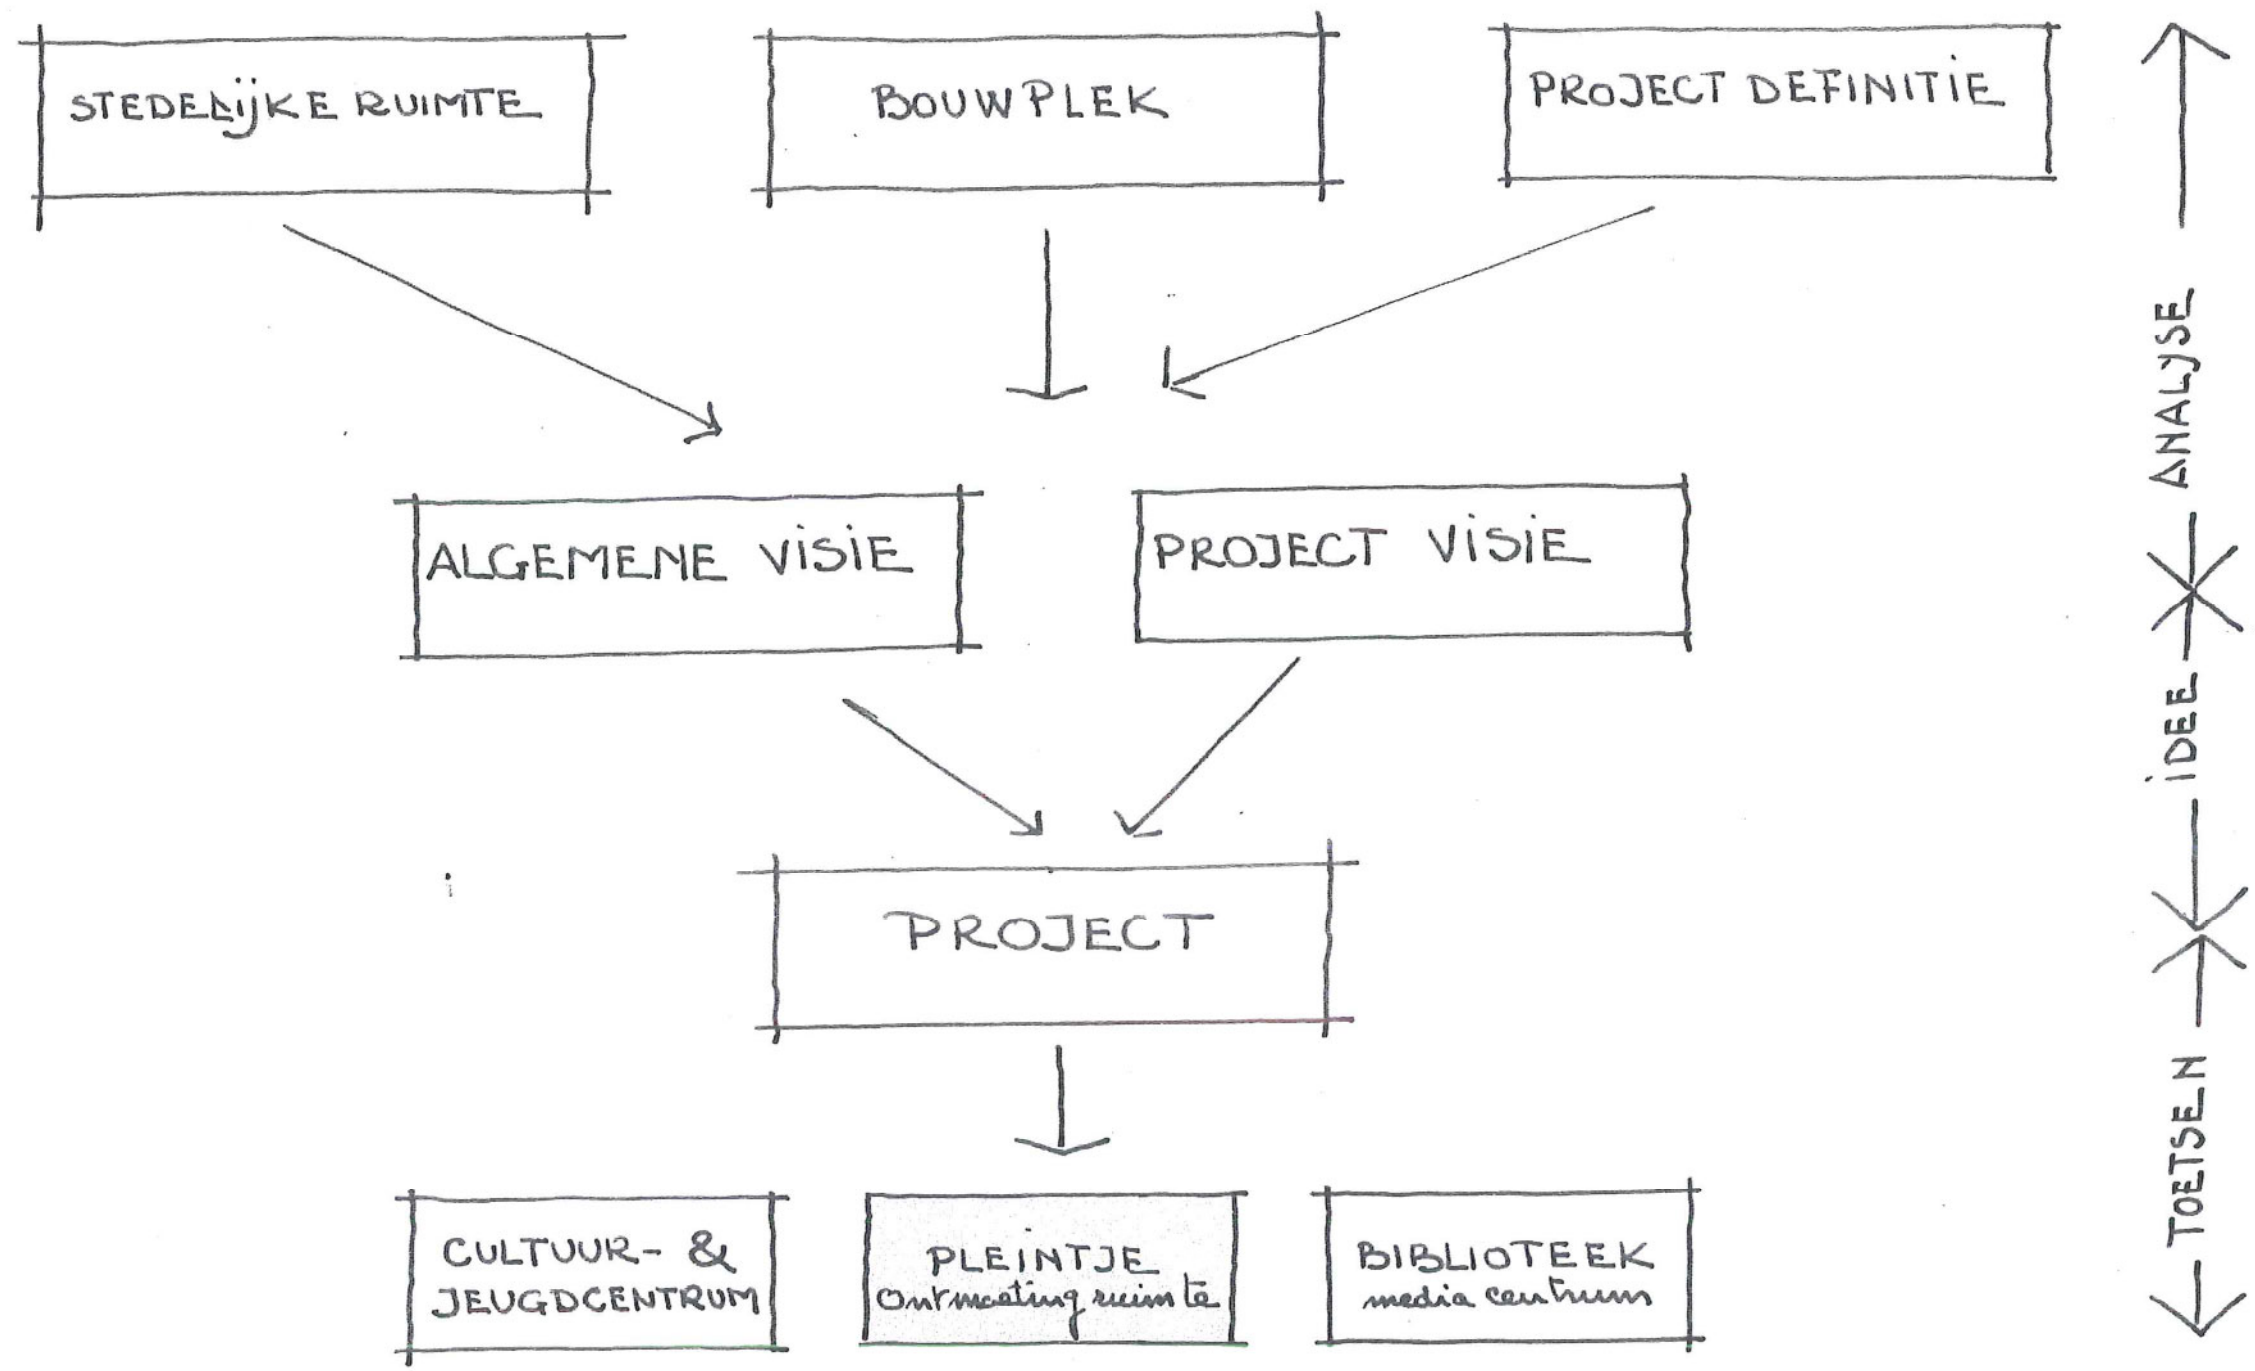 STEDELijKE RUIMTE
BOUWPLEK
PROJECT DEFINITIE
ALGEMENE VISIE
PROJECT VISIE
PROJECT
CULTUUR- &
JEUGDCENTRUM
PLEINTJE
Ontmoeting ruimte
BIBLIOTEEK
media centrum
ANALYSE
IDEE
TOETSEN